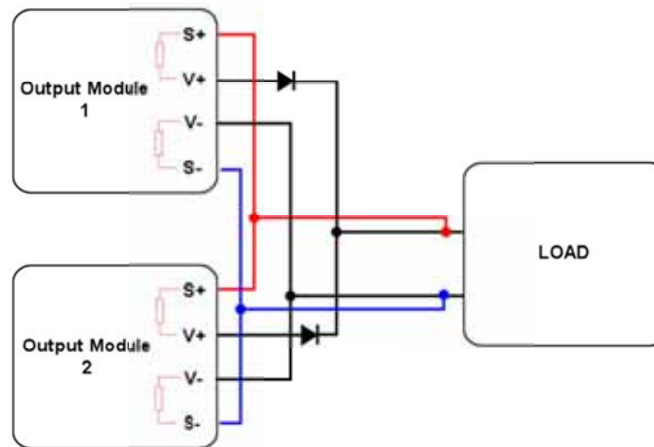 S+
V+
Output Module
1
V-
S-
LOAD
S+
V+
Output Module
2
V-
S-